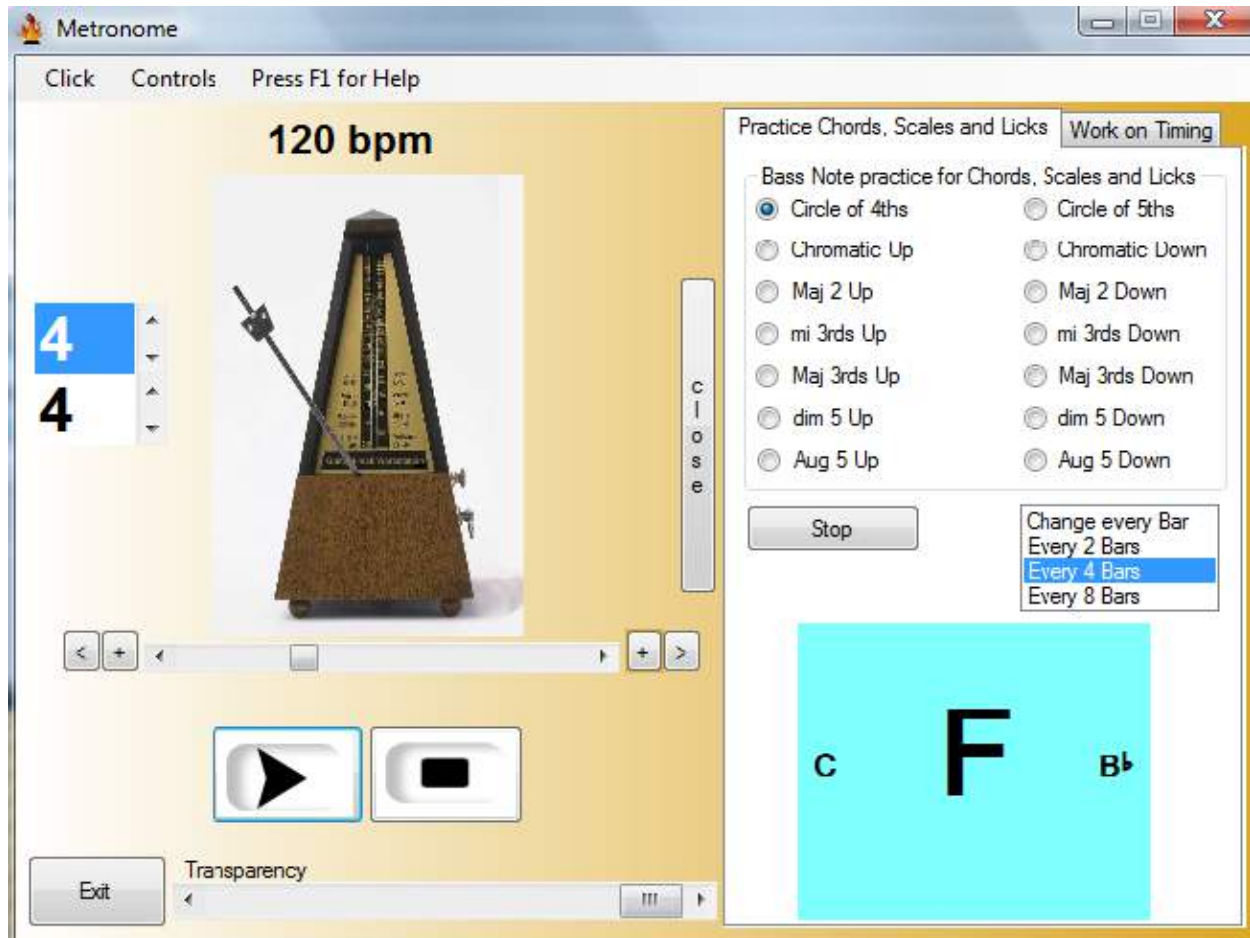 Metronome
Click Controls Press F1 for Help
120 bpm
4
4
c
l
o
s
e
< + + >
Transparency
Exit
Practice Chords, Scales and Licks Work on Timing
Bass Note practice for Chords, Scales and Licks
Circle of 4ths Circle of 5ths
Chromatic Up Chromatic Down
Maj 2 Up Maj 2 Down
mi 3rds Up mi 3rds Down
Maj 3rds Up Maj 3rds Down
dim 5 Up dim 5 Down
Aug 5 Up Aug 5 Down
Stop
Change every Bar
Every 2 Bars
Every 4 Bars
Every 8 Bars
C F B♭